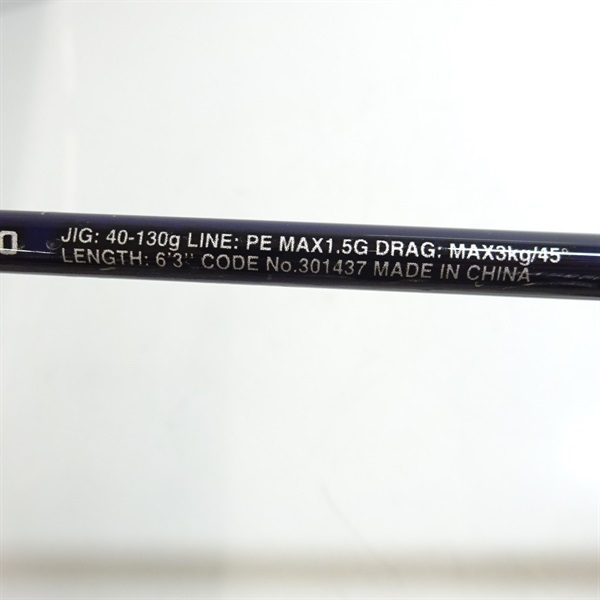 JIG: 40-130g LINE: PE MAX1.5G DRAG: MAX3kg/45°
LENGTH: 6'3" CODE No.301437 MADE IN CHINA